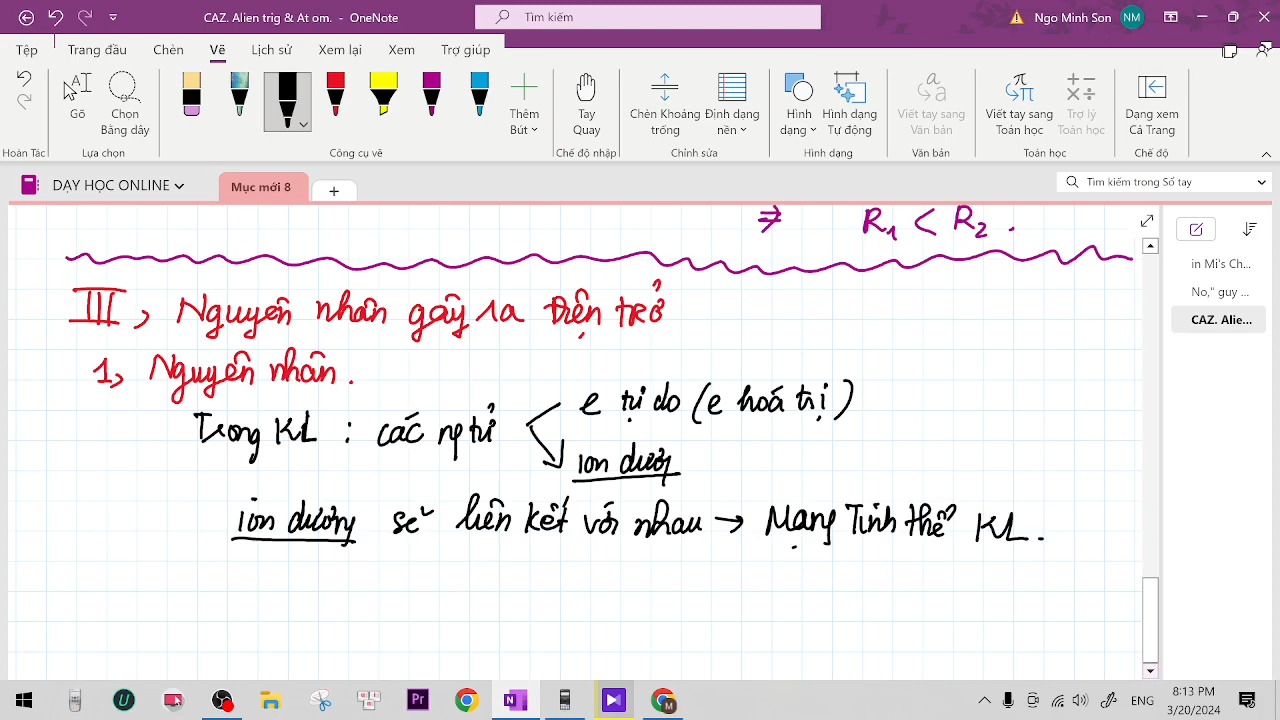 CAZ. Alien - OneNote
Tìm kiếm
Ngo Minh Son NM
Tệp Trang đầu Chèn Vẽ Lịch sử Xem lại Xem Trợ giúp
Gõ
Chọn Bằng dây
Thêm Bút
Tay Quay
Chèn Khoảng trống
Định dạng nền
Hình dạng
Hình dạng Tự động
Viết tay sang Văn bản
Viết tay sang Toán học
Trợ lý Toán học
Dạng xem Cả Trang
Hoàn Tác
Lựa chọn
Công cụ vẽ
Chế độ nhập
Chỉnh sửa
Hình dạng
Văn bản
Toán học
Chế độ
DẠY HỌC ONLINE
Mục mới 8
Tìm kiếm trong Sổ tay
⇒ R₁ < R₂ .
in Mi's Ch...
No," guy ...
CAZ. Alie...
III, Nguyên nhân gây ra điện trở
1, Nguyên nhân.
e tự do (e hoá trị)
Trong KL : các ng tử
ion dương
ion dương sẽ liên kết với nhau → Mạng Tinh thể KL.
ENG
8:13 PM
3/20/2024